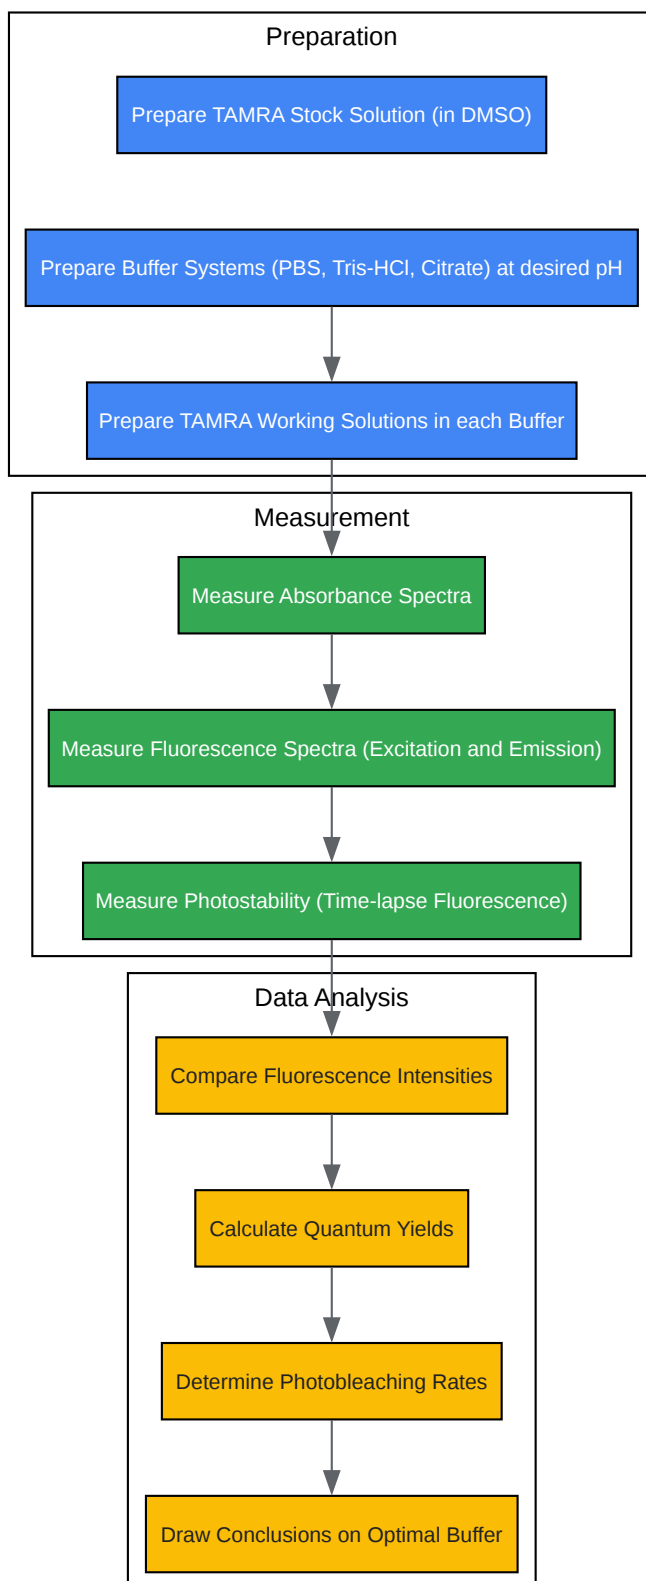 Preparation
Prepare TAMRA Stock Solution (in DMSO)
Prepare Buffer Systems (PBS, Tris-HCl, Citrate) at desired pH
Prepare TAMRA Working Solutions in each Buffer
Measurement
Measure Absorbance Spectra
Measure Fluorescence Spectra (Excitation and Emission)
Measure Photostability (Time-lapse Fluorescence)
Data Analysis
Compare Fluorescence Intensities
Calculate Quantum Yields
Determine Photobleaching Rates
Draw Conclusions on Optimal Buffer